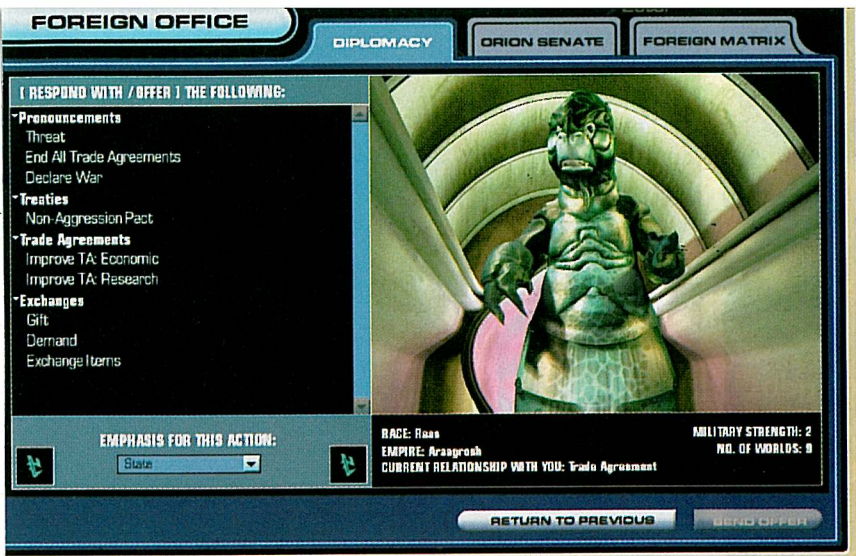 FOREIGN OFFICE
DIPLOMACY
ORION SENATE
FOREIGN MATRIX
[ RESPOND WITH / OFFER ] THE FOLLOWING:
Pronouncements
Threat
End All Trade Agreements
Declare War
Treaties
Non-Aggression Pact
Trade Agreements
Improve TA: Economic
Improve TA: Research
Exchanges
Gift
Demand
Exchange Items
EMPHASIS FOR THIS ACTION:
State
RACE: Raas
MILITARY STRENGTH: 2
EMPIRE: Araagrosh
NO. OF WORLDS: 9
CURRENT RELATIONSHIP WITH YOU: Trade Agreement
RETURN TO PREVIOUS
SEND OFFER